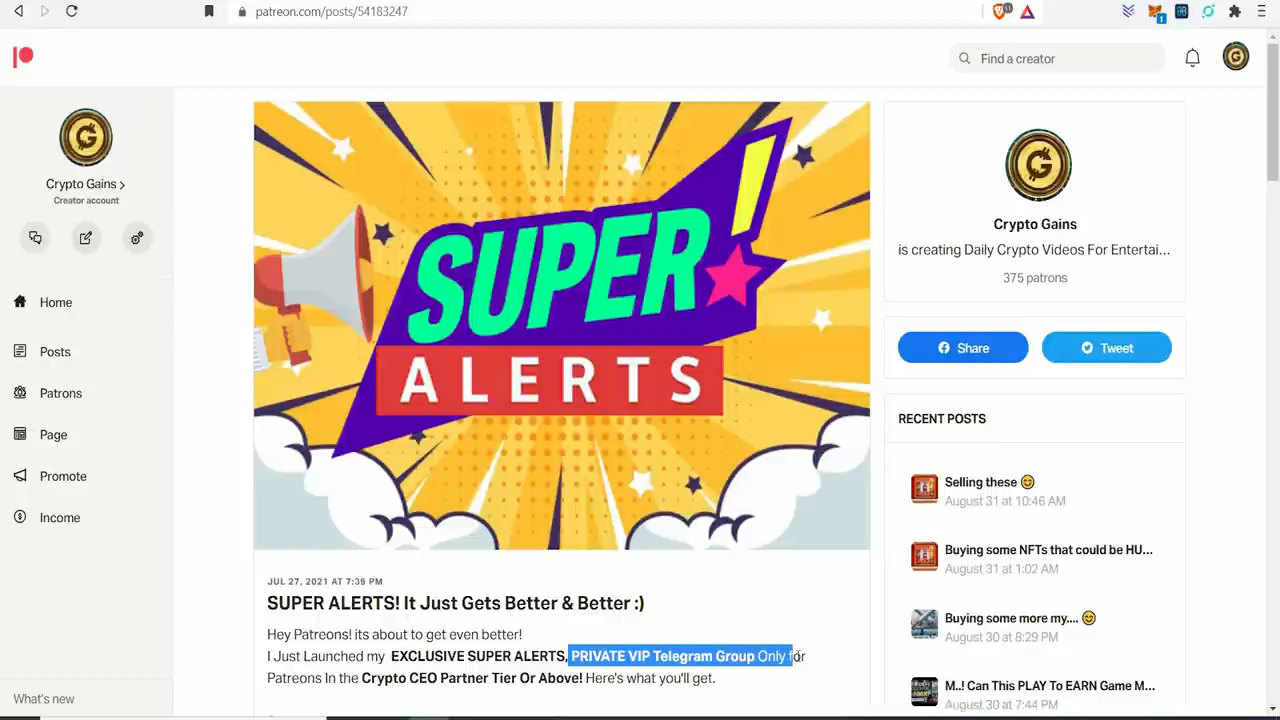 patreon.com/posts/54183247
Find a creator
Crypto Gains
Creator account
Home
Posts
Patrons
Page
Promote
Income
What's new
SUPER!
ALERTS
JUL 27, 2021 AT 7:39 PM
SUPER ALERTS! It Just Gets Better & Better :)
Hey Patreons! its about to get even better!
I Just Launched my EXCLUSIVE SUPER ALERTS, PRIVATE VIP Telegram Group Only for
Patreons In the Crypto CEO Partner Tier Or Above! Here's what you'll get.
Crypto Gains
is creating Daily Crypto Videos For Entertai...
375 patrons
Share
Tweet
RECENT POSTS
Selling these 😊
August 31 at 10:46 AM
Buying some NFTs that could be HU...
August 31 at 1:02 AM
Buying some more my.... 😊
August 30 at 8:29 PM
M..! Can This PLAY To EARN Game M...
August 30 at 7:44 PM